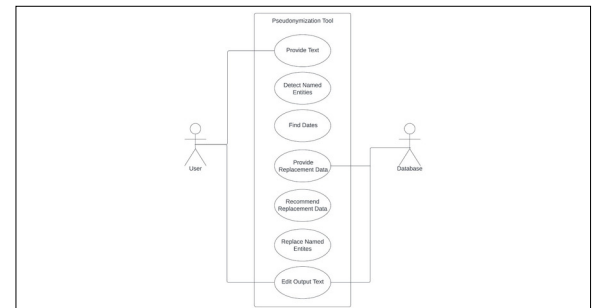 Pseudonymization Tool
Provide Text
Detect Named
Entities
Find Dates
Provide
Replacement Data
User
Database
Recommend
Replacement Data
Replace Named
Entites
Edit Output Text